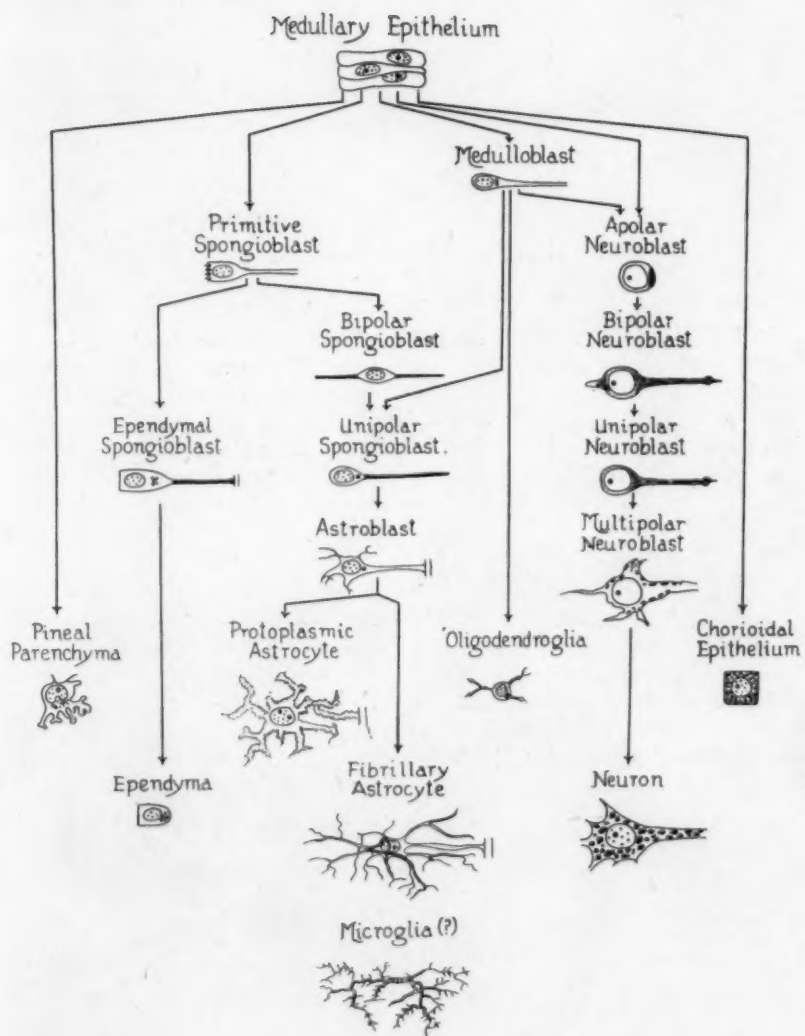 Medullary Epithelium
Medulloblast
Primitive
Spongioblast
Apolar
Neuroblast
Bipolar
Spongioblast
Bipolar
Neuroblast
Ependymal
Spongioblast
Unipolar
Spongioblast.
Unipolar
Neuroblast
Astroblast
Multipolar
Neuroblast
Pineal
Parenchyma
Protoplasmic
Astrocyte
Oligodendroglia
Chorioidal
Epithelium
Ependyma
Fibrillary
Astrocyte
Neuron
Microglia (?)